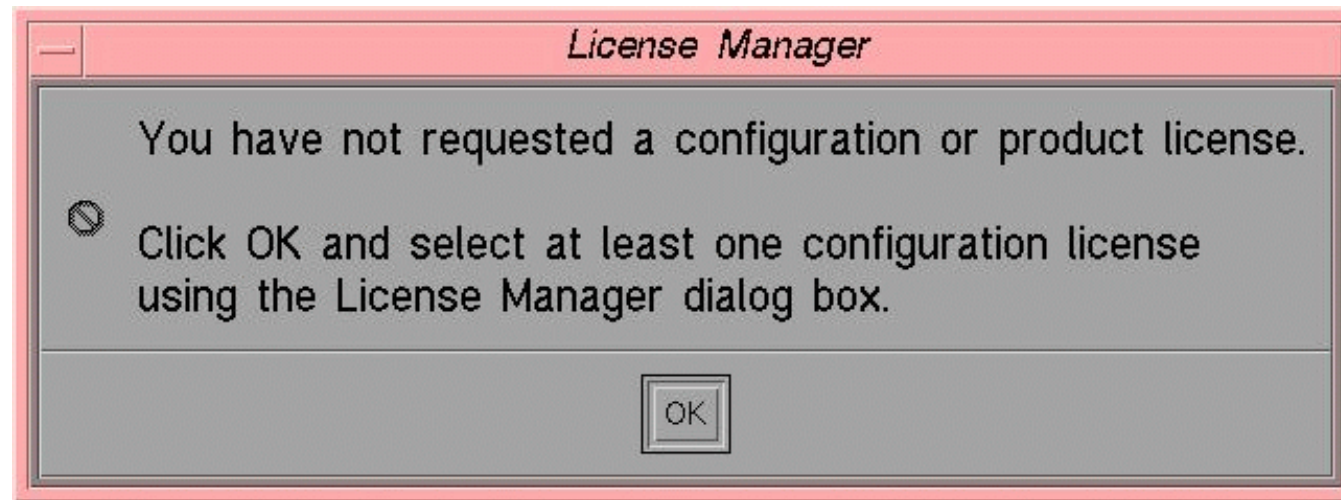 License Manager
You have not requested a configuration or product license.
Click OK and select at least one configuration license
using the License Manager dialog box.
OK